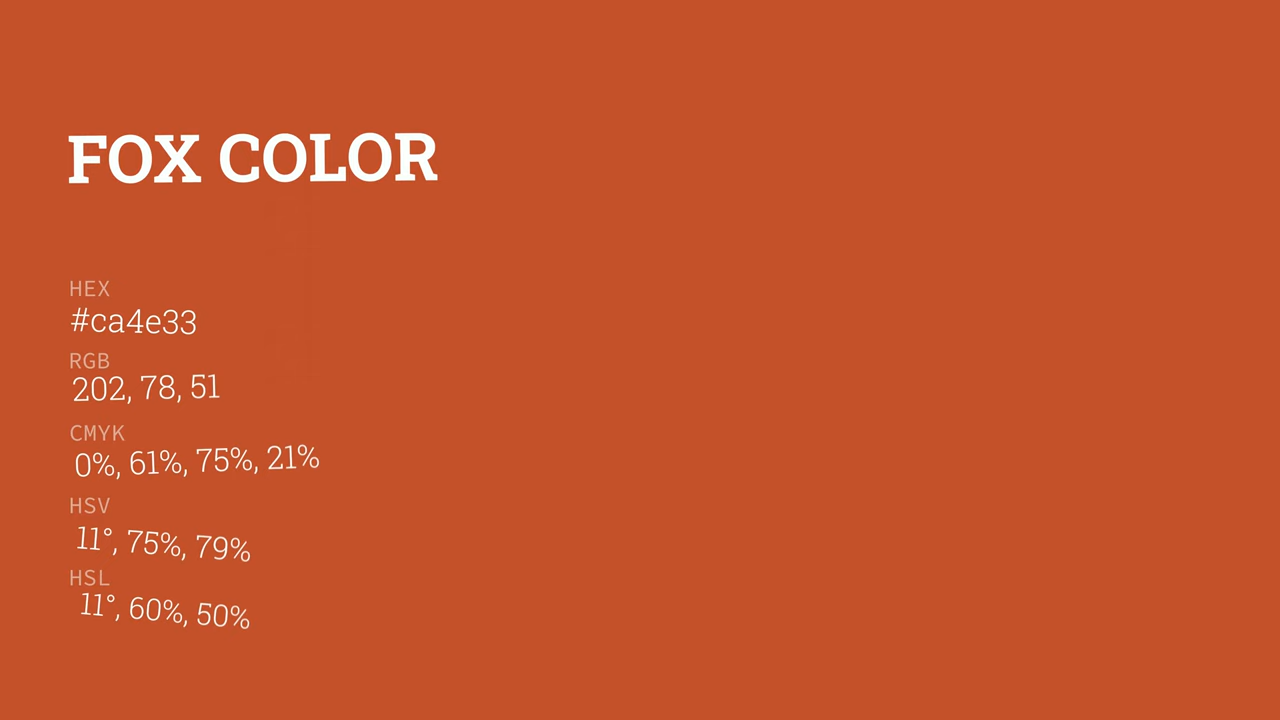 FOX COLOR
HEX
#ca4e33
RGB
202, 78, 51
CMYK
0%, 61%, 75%, 21%
HSV
11°, 75%, 79%
HSL
11°, 60%, 50%